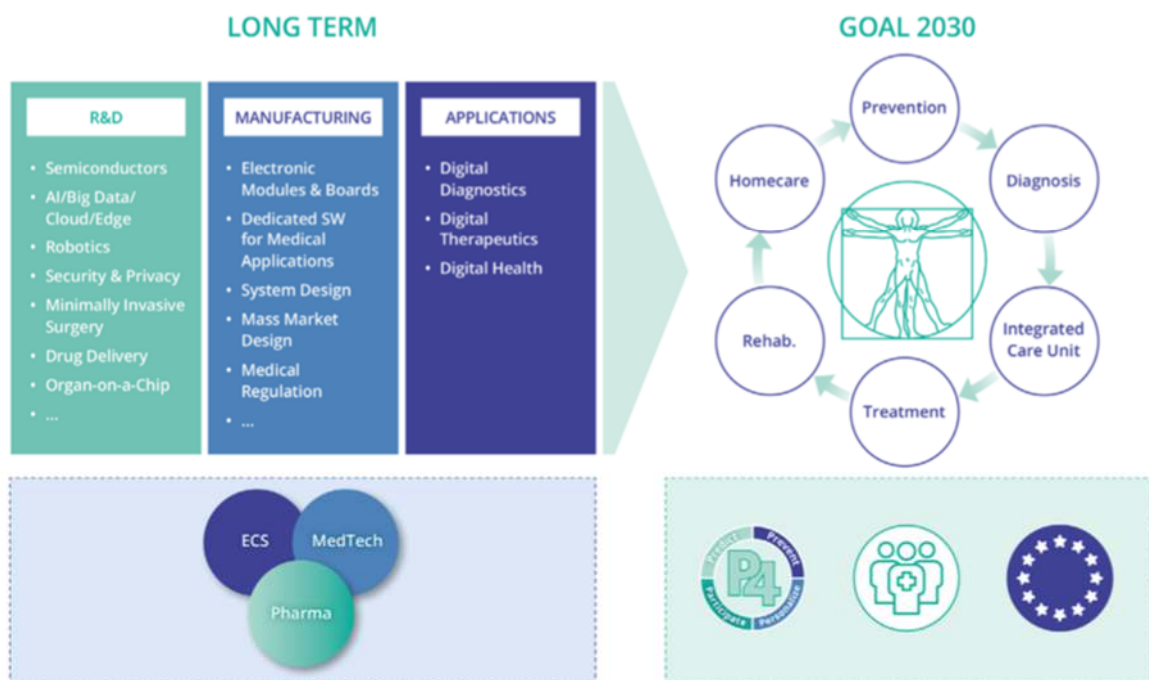 LONG TERM
GOAL 2030
R&D
• Semiconductors
• AI/Big Data/
Cloud/Edge
• Robotics
• Security & Privacy
• Minimally Invasive
Surgery
• Drug Delivery
• Organ-on-a-Chip
• ...
MANUFACTURING
• Electronic
Modules & Boards
• Dedicated SW
for Medical
Applications
• System Design
• Mass Market
Design
• Medical
Regulation
• ...
APPLICATIONS
• Digital
Diagnostics
• Digital
Therapeutics
• Digital Health
Prevention
Diagnosis
Integrated
Care Unit
Treatment
Rehab.
Homecare
ECS
MedTech
Pharma
Predict
Prevent
Personalize
Participate
P4